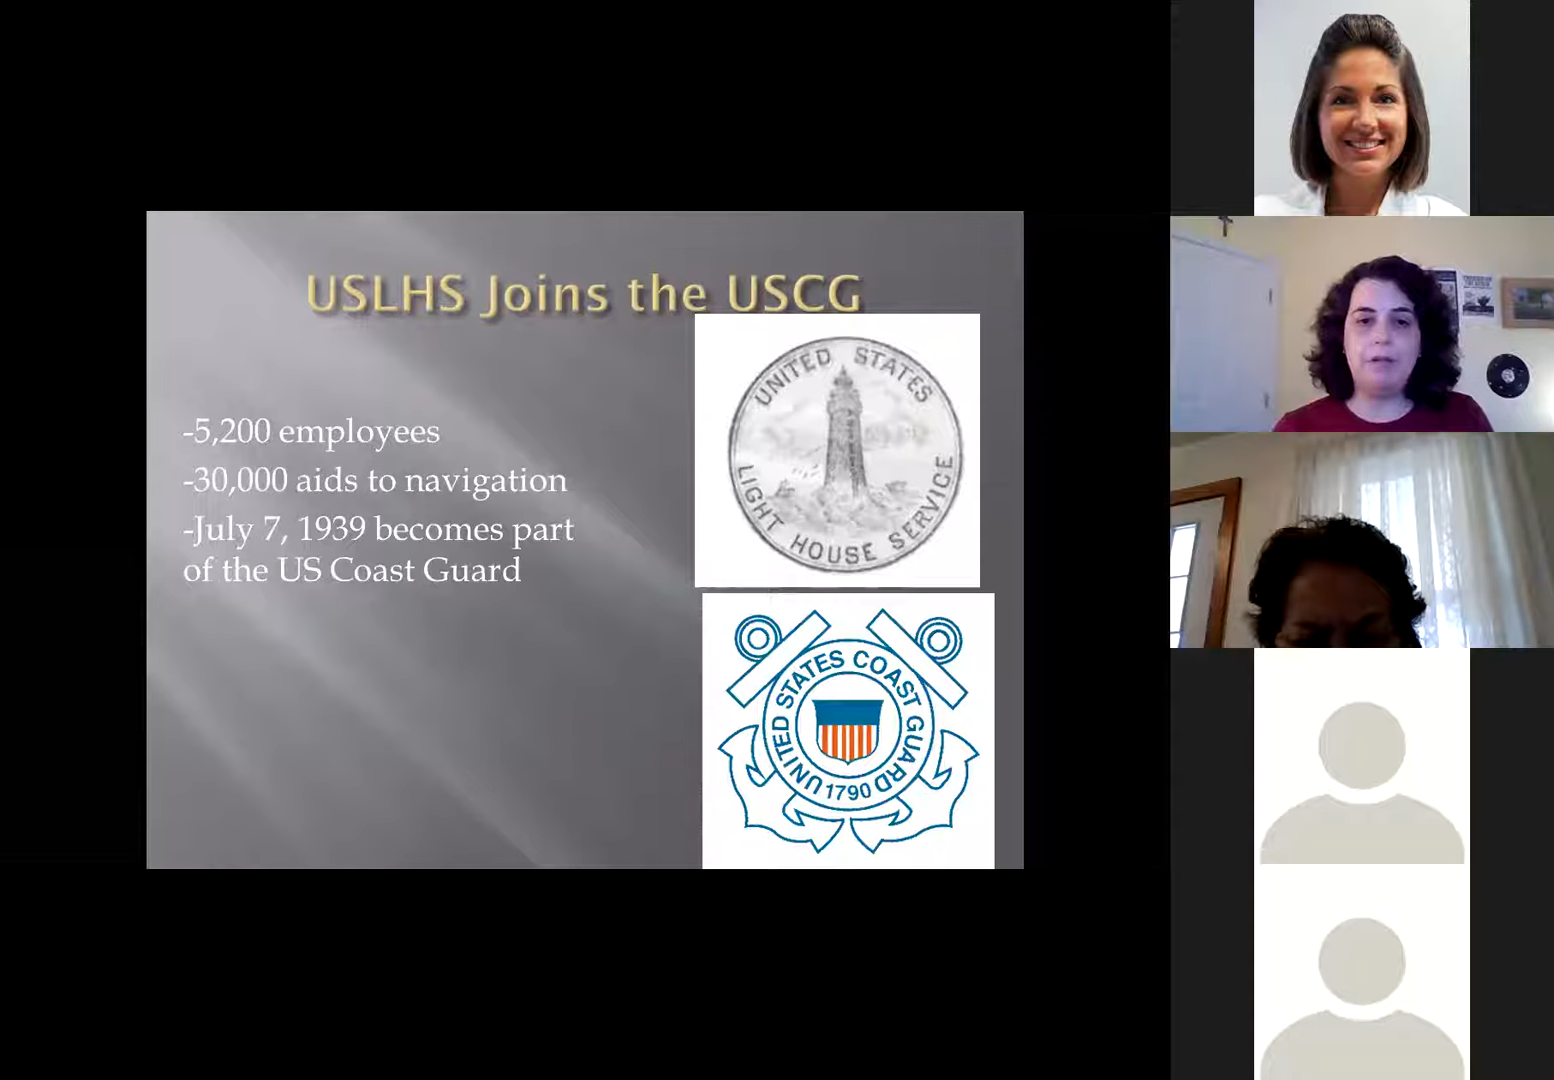 USLHS Joins the USCG
-5,200 employees
-30,000 aids to navigation
-July 7, 1939 becomes part
of the US Coast Guard
UNITED STATES
LIGHT HOUSE SERVICE
UNITED STATES COAST GUARD
1790